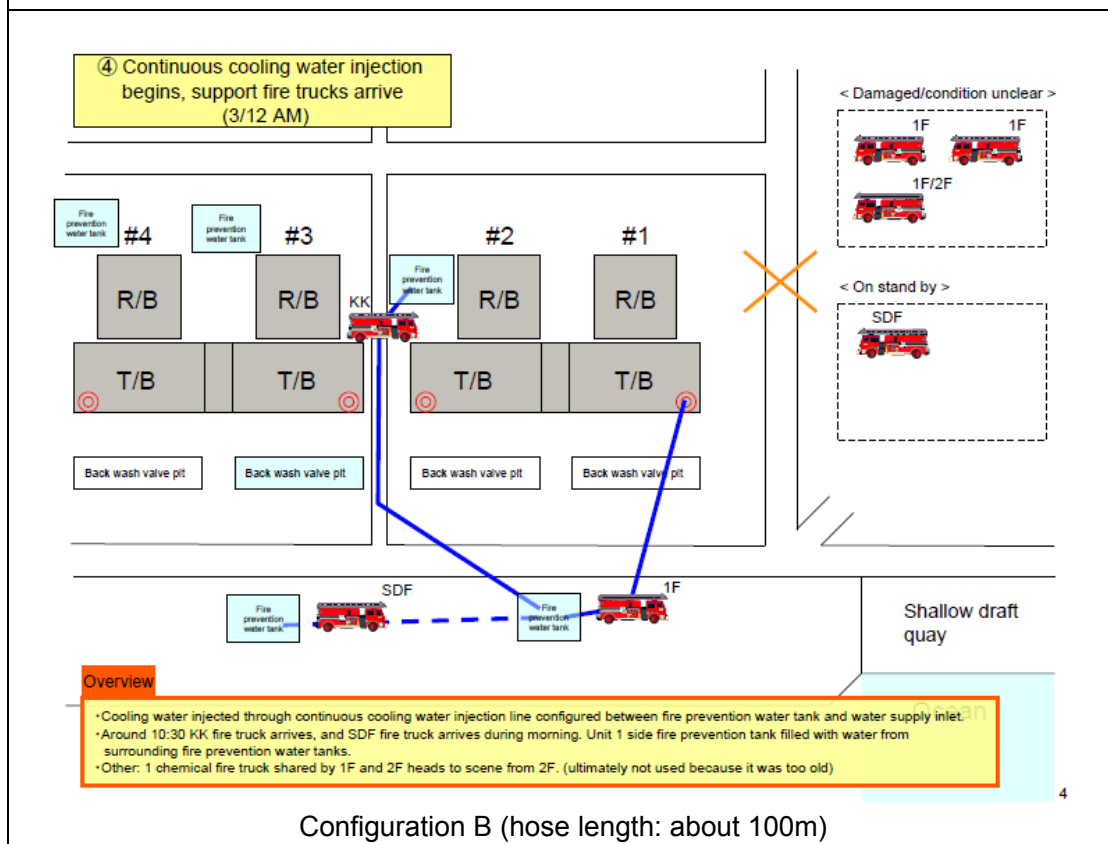 ④ Continuous cooling water injection
begins, support fire trucks arrive
(3/12 AM)
< Damaged/condition unclear >
1F
1F
1F/2F
Fire
prevention
water tank
#4
Fire
prevention
water tank
#3
#2
#1
Fire
prevention
water tank
R/B
R/B
KK
R/B
R/B
< On stand by >
SDF
T/B
T/B
T/B
T/B
Back wash valve pit
Back wash valve pit
Back wash valve pit
Back wash valve pit
SDF
1F
Fire
prevention
water tank
Fire
prevention
water tank
Shallow draft
quay
Ocean
Overview
・Cooling water injected through continuous cooling water injection line configured between fire prevention water tank and water supply inlet.
・Around 10:30 KK fire truck arrives, and SDF fire truck arrives during morning. Unit 1 side fire prevention tank filled with water from
surrounding fire prevention water tanks.
・Other: 1 chemical fire truck shared by 1F and 2F heads to scene from 2F. (ultimately not used because it was too old)
4
Configuration B (hose length: about 100m)